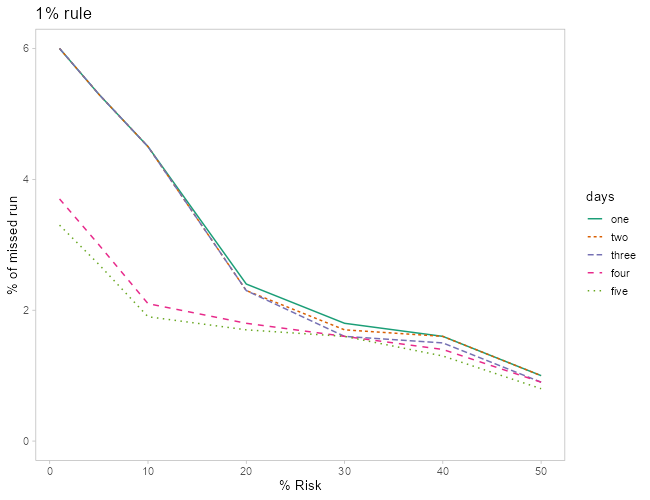 1% rule
% of missed run
6
4
2
0
0 10 20 30 40 50
% Risk
days
one
two
three
four
five